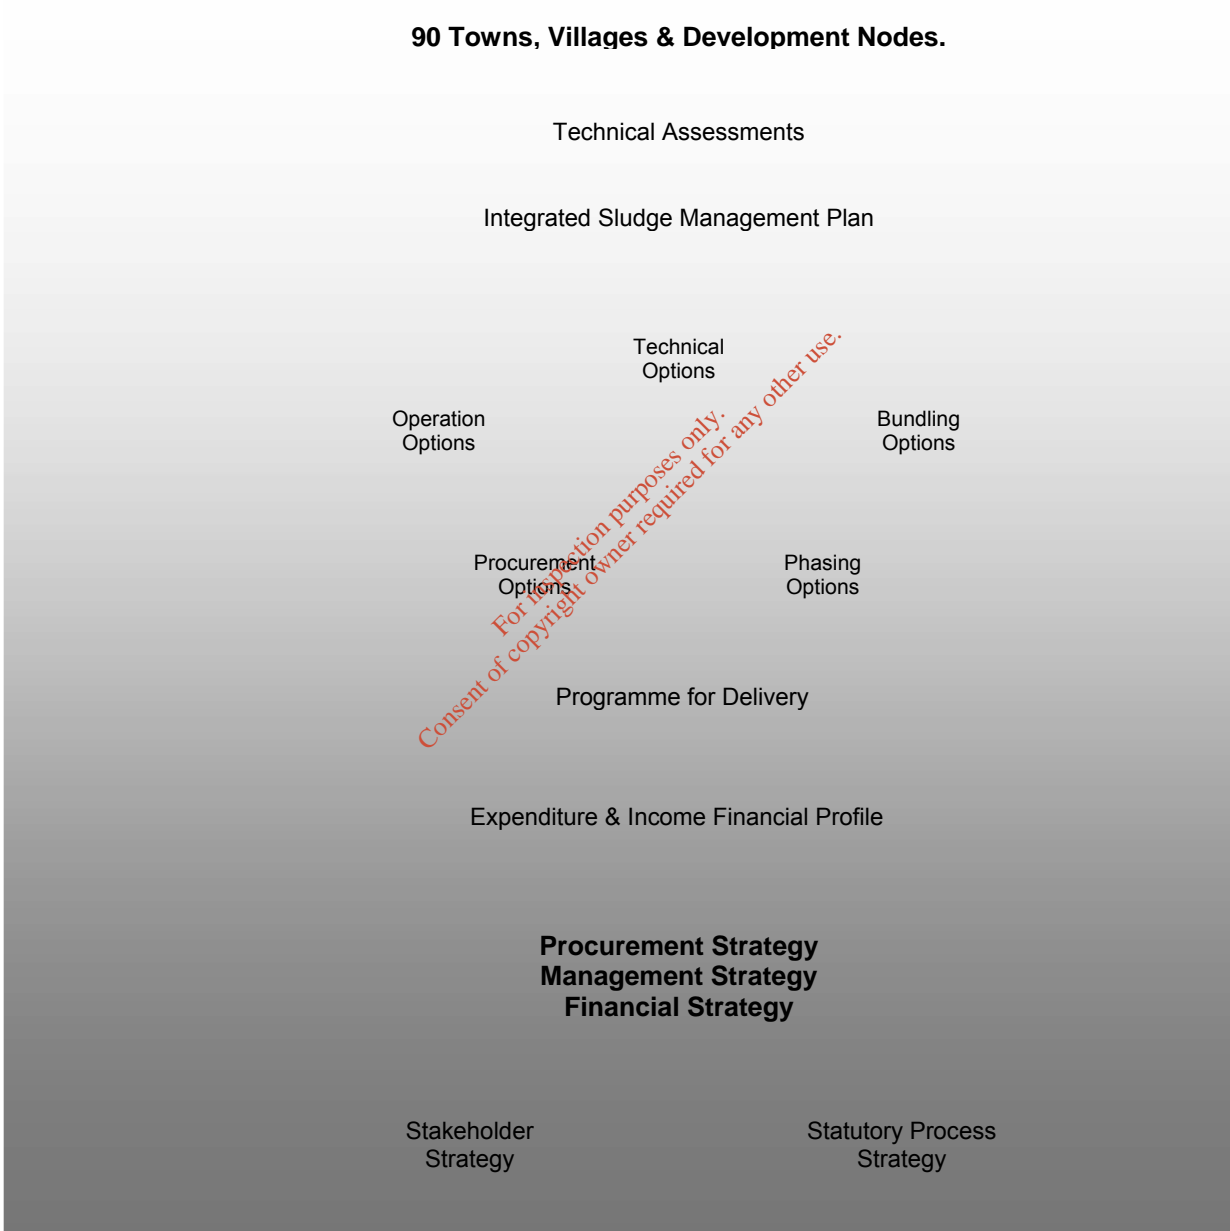 90 Towns, Villages & Development Nodes.
Technical Assessments
Integrated Sludge Management Plan
Technical
Options
Operation
Options
Bundling
Options
Procurement
Options
Phasing
Options
For inspection purposes only.
Consent of copyright owner required for any other use.
Programme for Delivery
Expenditure & Income Financial Profile
Procurement Strategy
Management Strategy
Financial Strategy
Stakeholder
Strategy
Statutory Process
Strategy